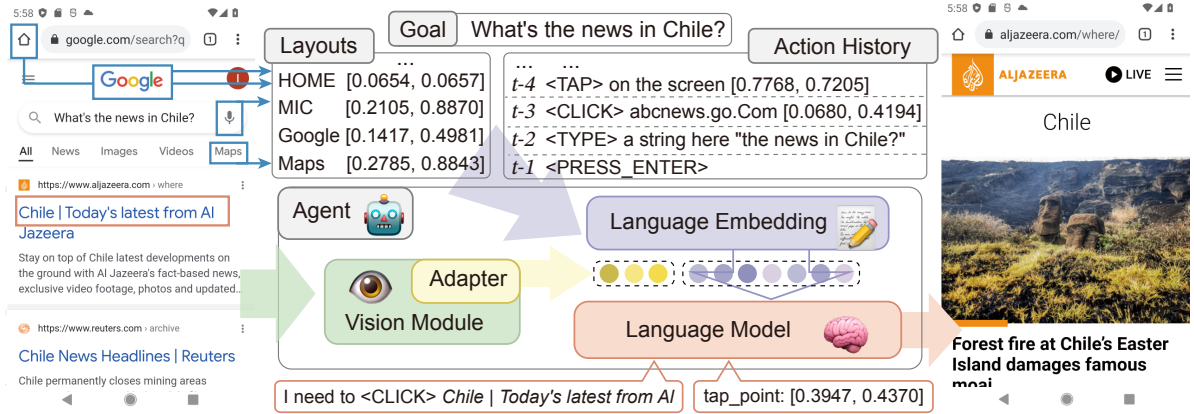 5:58
google.com/search?q
1
Google
What's the news in Chile?
All News Images Videos Maps
https://www.aljazeera.com › where
Chile | Today's latest from Al
Jazeera
Stay on top of Chile latest developments on
the ground with Al Jazeera's fact-based news,
exclusive video footage, photos and updated..
https://www.reuters.com › archive
Chile News Headlines | Reuters
Chile permanently closes mining areas
Goal What's the news in Chile?
Layouts
...
HOME [0.0654, 0.0657]
MIC [0.2105, 0.8870]
Google [0.1417, 0.4981]
Maps [0.2785, 0.8843]
Action History
... ...
t-4 <TAP> on the screen [0.7768, 0.7205]
t-3 <CLICK> abcnews.go.Com [0.0680, 0.4194]
t-2 <TYPE> a string here "the news in Chile?"
t-1 <PRESS_ENTER>
Agent
Vision Module
Adapter
Language Embedding
Language Model
I need to <CLICK> Chile | Today's latest from AI
tap_point: [0.3947, 0.4370]
5:58
aljazeera.com/where/
1
ALJAZEERA
LIVE
Chile
Forest fire at Chile's Easter
Island damages famous
moai